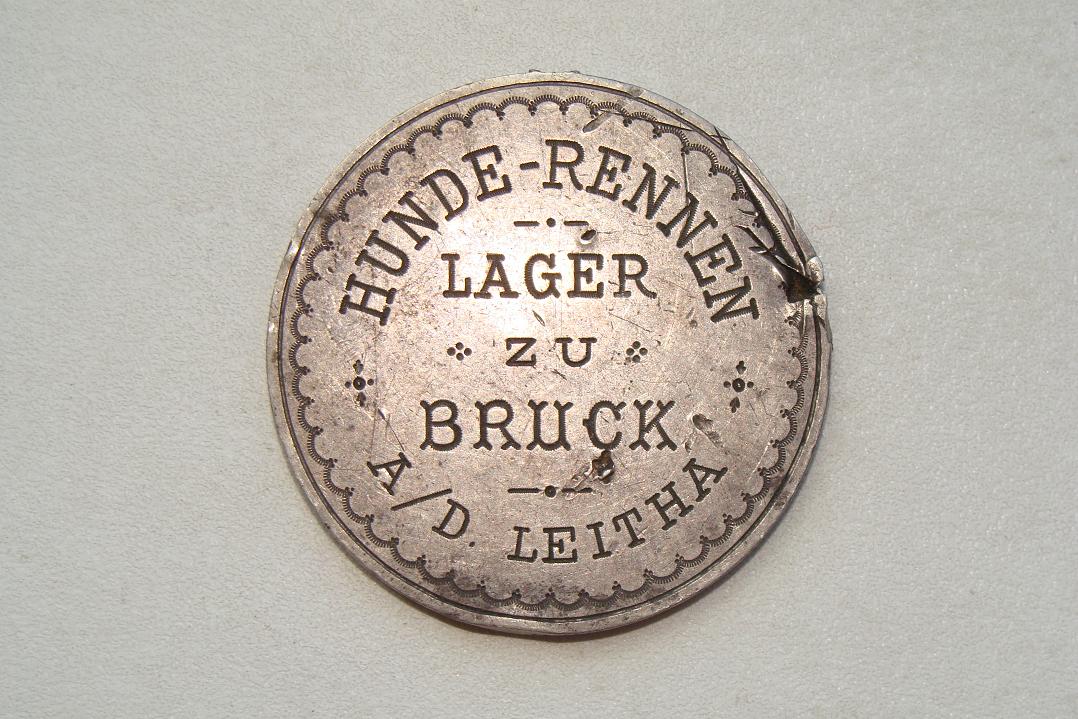 HUNDE-RENNEN
LAGER
ZU
BRUCK
A/D. LEITHA